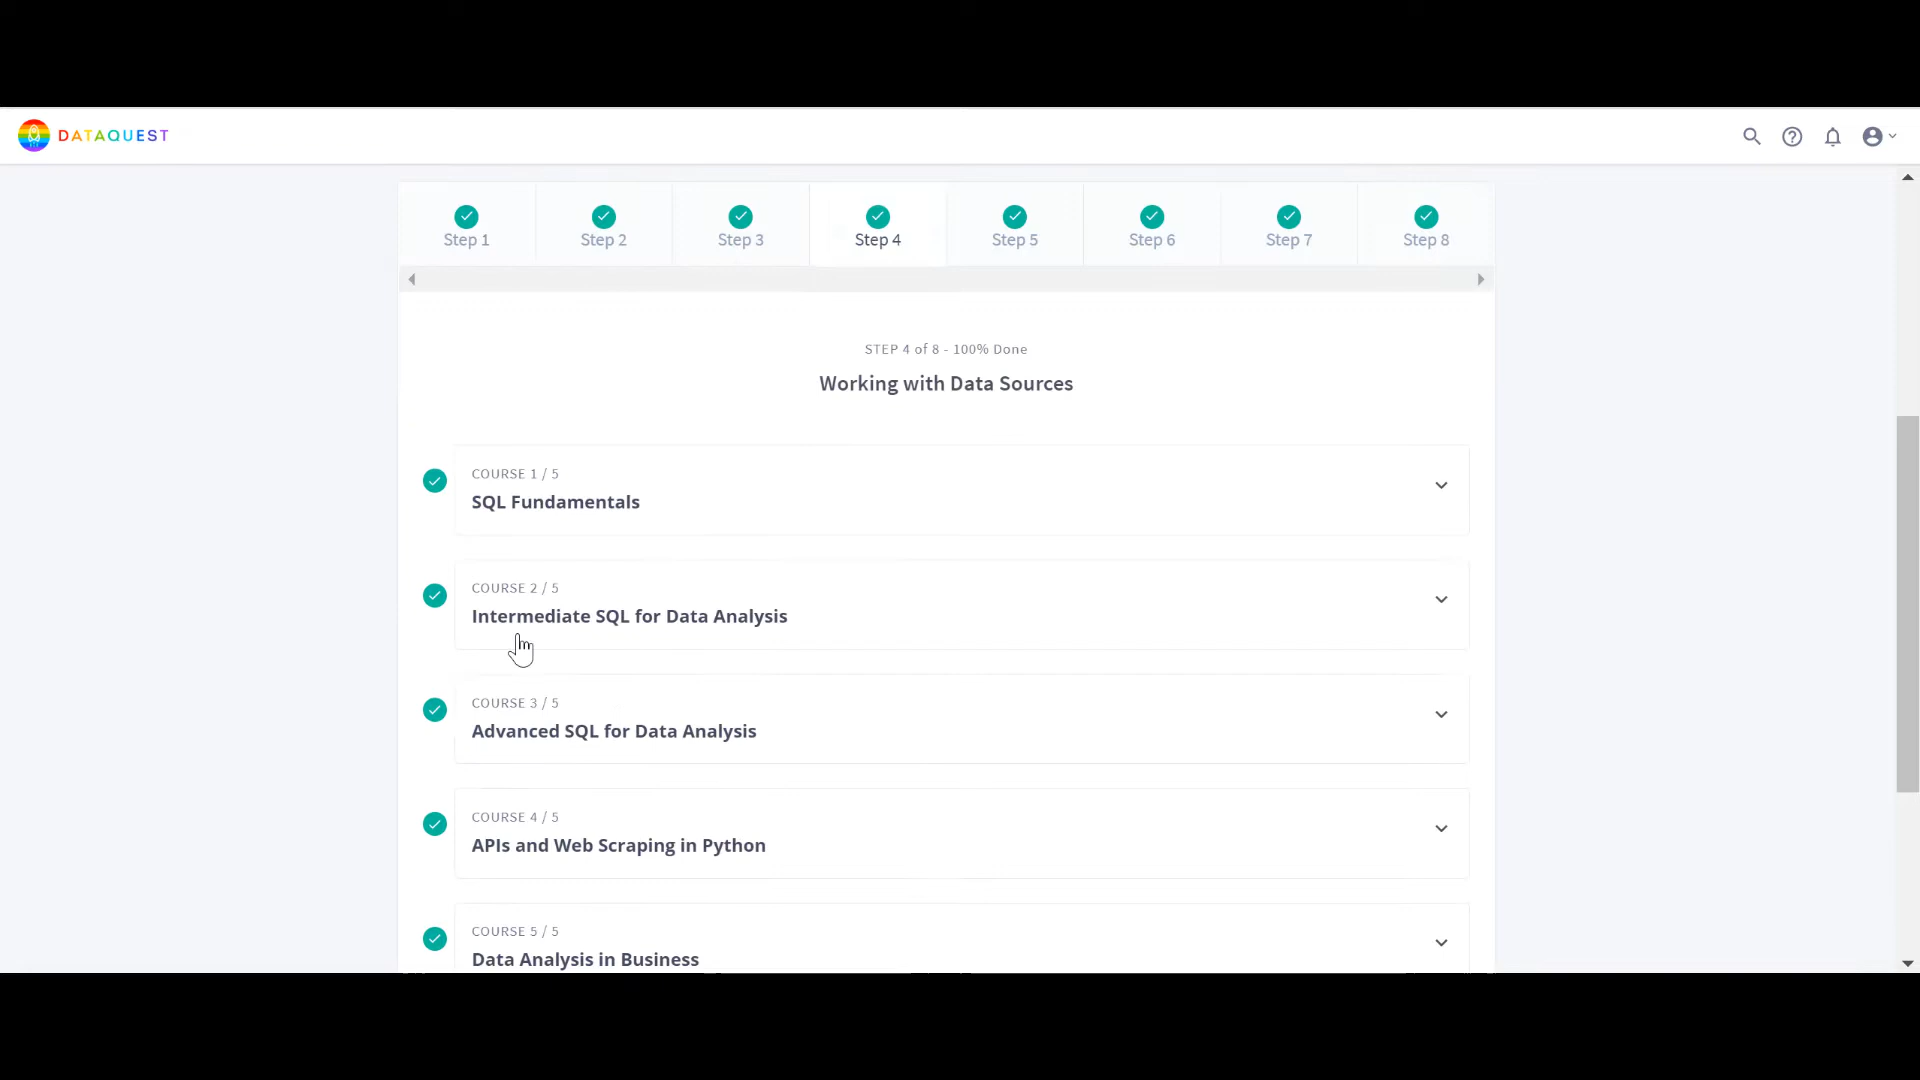 DATAQUEST
Step 1 Step 2 Step 3 Step 4 Step 5 Step 6 Step 7 Step 8
STEP 4 of 8 - 100% Done
Working with Data Sources
COURSE 1 / 5
SQL Fundamentals
COURSE 2 / 5
Intermediate SQL for Data Analysis
COURSE 3 / 5
Advanced SQL for Data Analysis
COURSE 4 / 5
APIs and Web Scraping in Python
COURSE 5 / 5
Data Analysis in Business